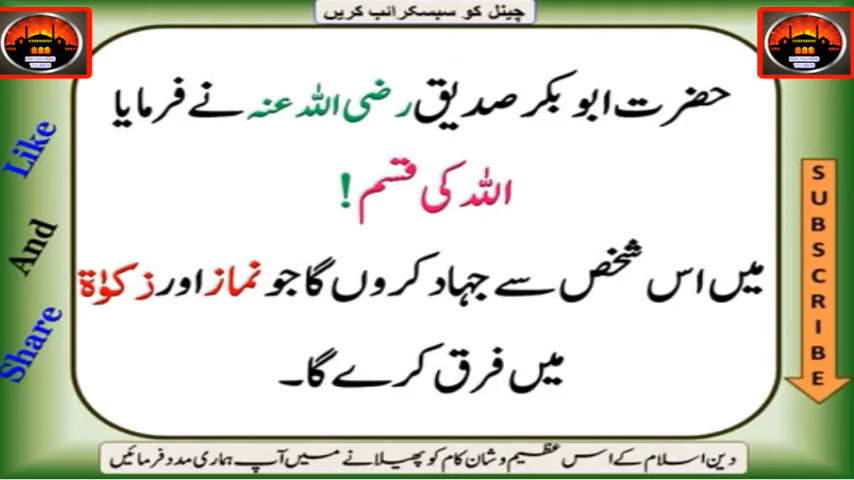 چینل کو سبسکرائب کریں
حضرت ابو بکر صدیق رضی اللہ عنہ نے فرمایا
اللہ کی قسم!
میں اس شخص سے جہاد کروں گا جو نماز اور زکوٰۃ
میں فرق کرے گا۔
دین اسلام کے اس عظیم و شان کام کو پھیلانے میں آپ ہماری مدد فرمائیں
Like
And
Share
SUBSCRIBE